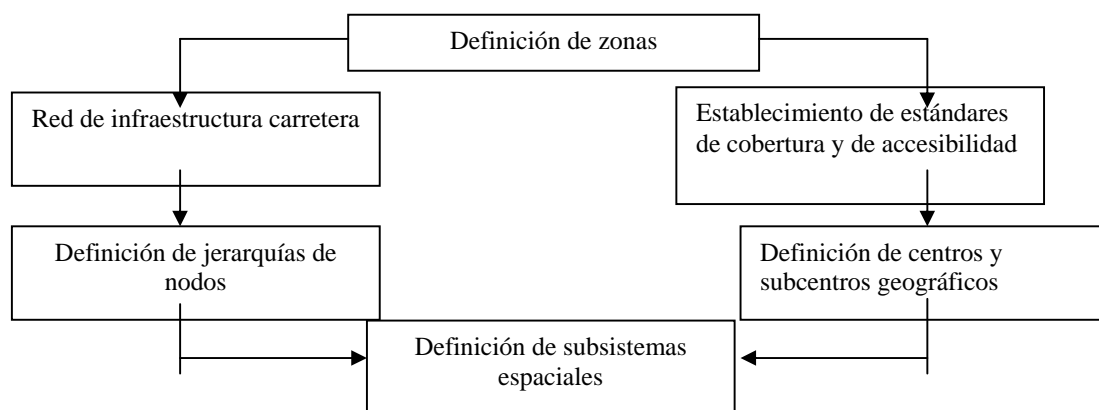 Definición de zonas
Red de infraestructura carretera
Establecimiento de estándares
de cobertura y de accesibilidad
Definición de jerarquías de
nodos
Definición de centros y
subcentros geográficos
Definición de subsistemas
espaciales